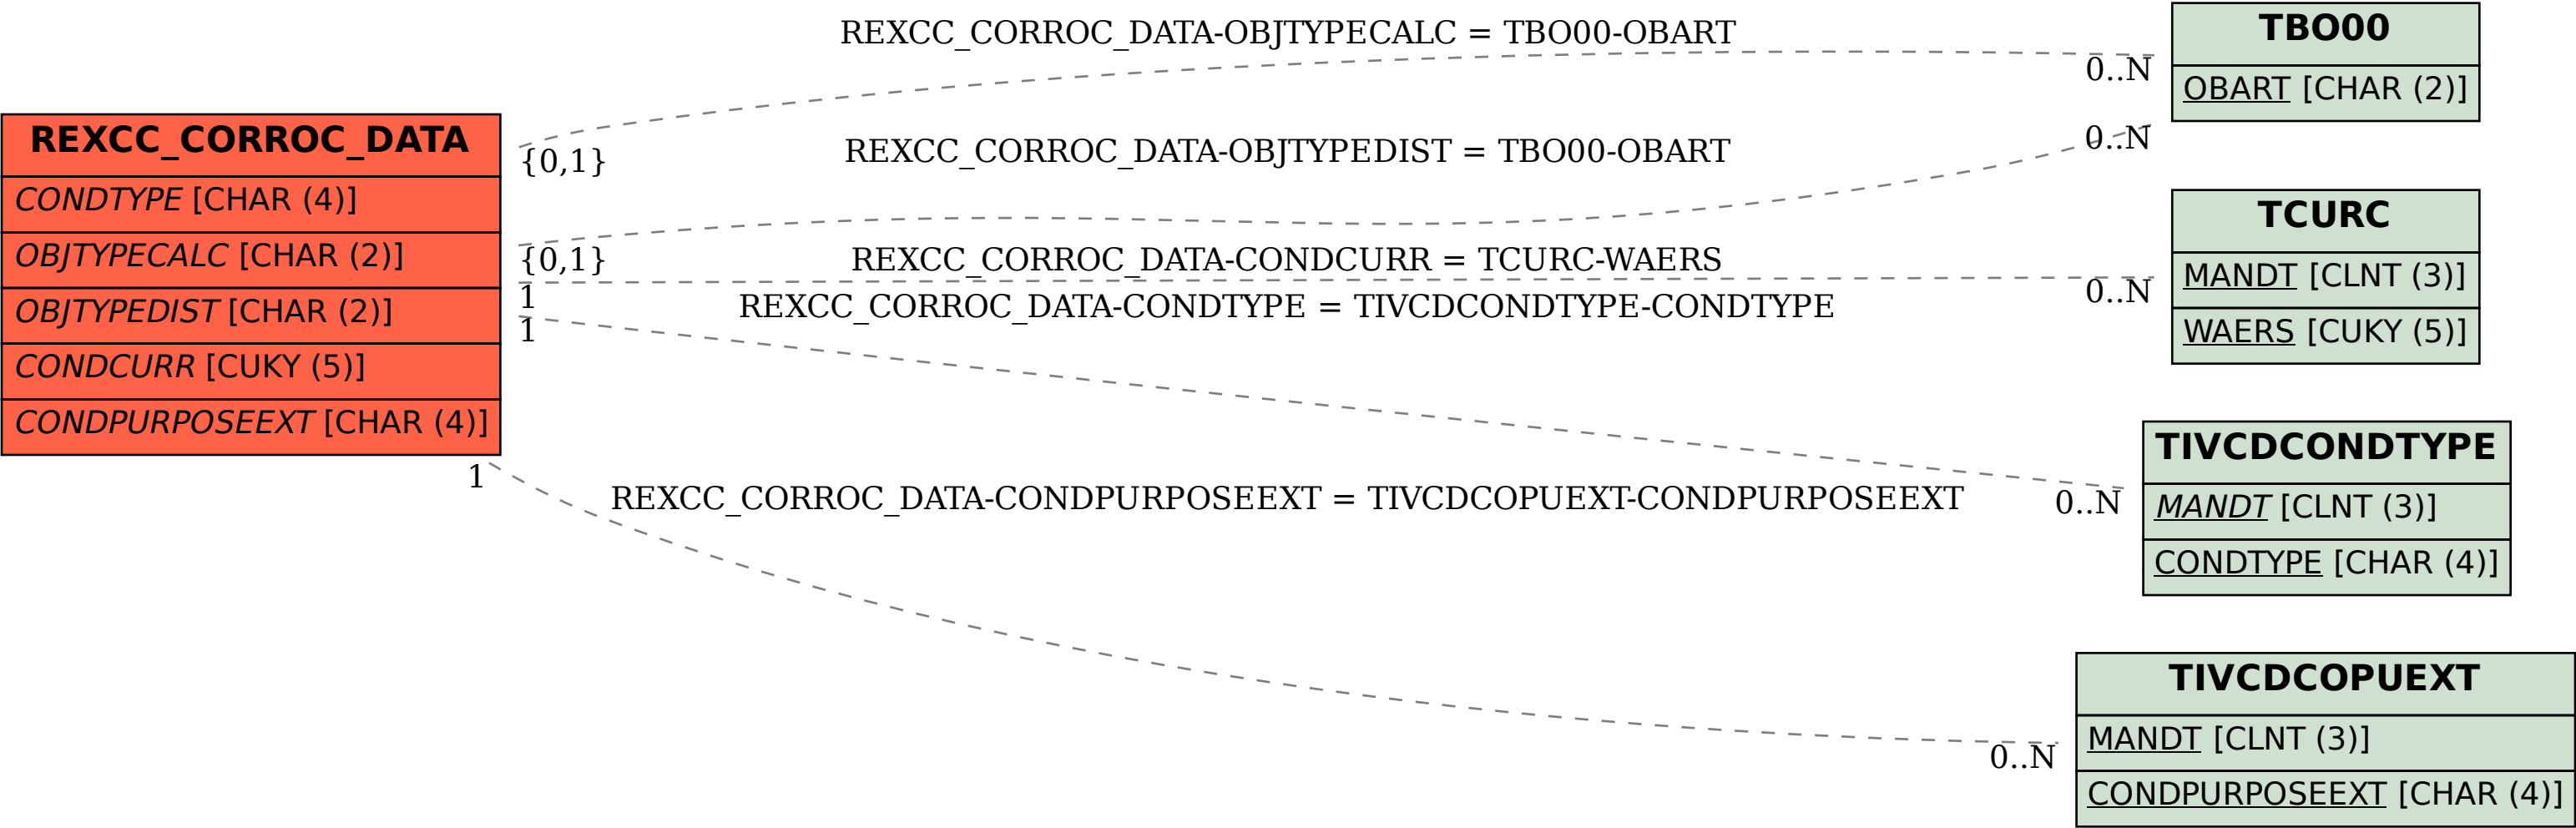 REXCC_CORROC_DATA
CONDTYPE [CHAR (4)]
OBJTYPECALC [CHAR (2)]
OBJTYPEDIST [CHAR (2)]
CONDCURR [CUKY (5)]
CONDPURPOSEEXT [CHAR (4)]
REXCC_CORROC_DATA-OBJTYPECALC = TBO00-OBART
{0,1}
0..N
REXCC_CORROC_DATA-OBJTYPEDIST = TBO00-OBART
{0,1}
0..N
REXCC_CORROC_DATA-CONDCURR = TCURC-WAERS
1
0..N
REXCC_CORROC_DATA-CONDTYPE = TIVCDCONDTYPE-CONDTYPE
1
0..N
REXCC_CORROC_DATA-CONDPURPOSEEXT = TIVCDCOPUEXT-CONDPURPOSEEXT
1
0..N
TBO00
OBART [CHAR (2)]
TCURC
MANDT [CLNT (3)]
WAERS [CUKY (5)]
TIVCDCONDTYPE
MANDT [CLNT (3)]
CONDTYPE [CHAR (4)]
TIVCDCOPUEXT
MANDT [CLNT (3)]
CONDPURPOSEEXT [CHAR (4)]